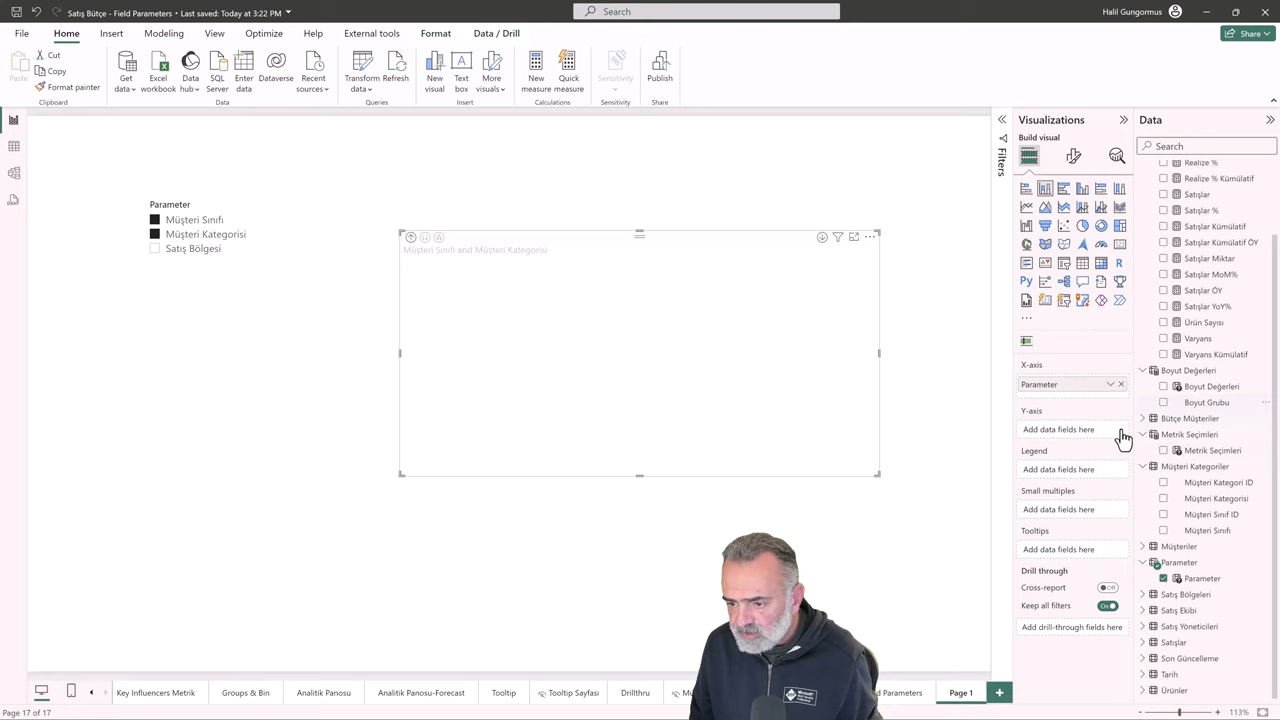 Satış Bütçe - Field Parameters • Last saved: Today at 3:22 PM
Search
Halil Gungormus
File
Home
Insert
Modeling
View
Optimize
Help
External tools
Format
Data / Drill
Share
Paste
Cut
Copy
Format painter
Clipboard
Get data
Excel workbook
Data hub
SQL Server
Enter data
Dataverse
Recent sources
Data
Transform data
Refresh
Queries
New visual
Text box
More visuals
Insert
New measure
Quick measure
Calculations
Sensitivity
Sensitivity
Publish
Share
Parameter
Müşteri Sınıfı
Müşteri Kategorisi
Satış Bölgesi
Müşteri Sınıfı and Müşteri Kategorisi
Filters
Visualizations
Build visual
X-axis
Parameter
Y-axis
Add data fields here
Legend
Add data fields here
Small multiples
Add data fields here
Tooltips
Add data fields here
Drill through
Cross-report
Off
Keep all filters
On
Add drill-through fields here
Data
Search
Realize %
Realize % Kümülatif
Satışlar
Satışlar %
Satışlar Kümülatif
Satışlar Kümülatif ÖY
Satışlar Miktar
Satışlar MoM%
Satışlar ÖY
Satışlar YoY%
Ürün Sayısı
Varyans
Varyans Kümülatif
Boyut Değerleri
Boyut Değerleri
Boyut Grubu
Bütçe Müşteriler
Metrik Seçimleri
Metrik Seçimleri
Müşteri Kategoriler
Müşteri Kategori ID
Müşteri Kategorisi
Müşteri Sınıf ID
Müşteri Sınıfı
Müşteriler
Parameter
Parameter
Satış Bölgeleri
Satış Ekibi
Satış Yöneticileri
Satışlar
Son Güncelleme
Tarih
Ürünler
Key Influencers Metrik
Groups & Bin
Analitik Panosu
Analitik Panosu-Forecast
Tooltip
Tooltip Sayfası
Drillthru
Parameters
Page 1
Page 17 of 17
113%